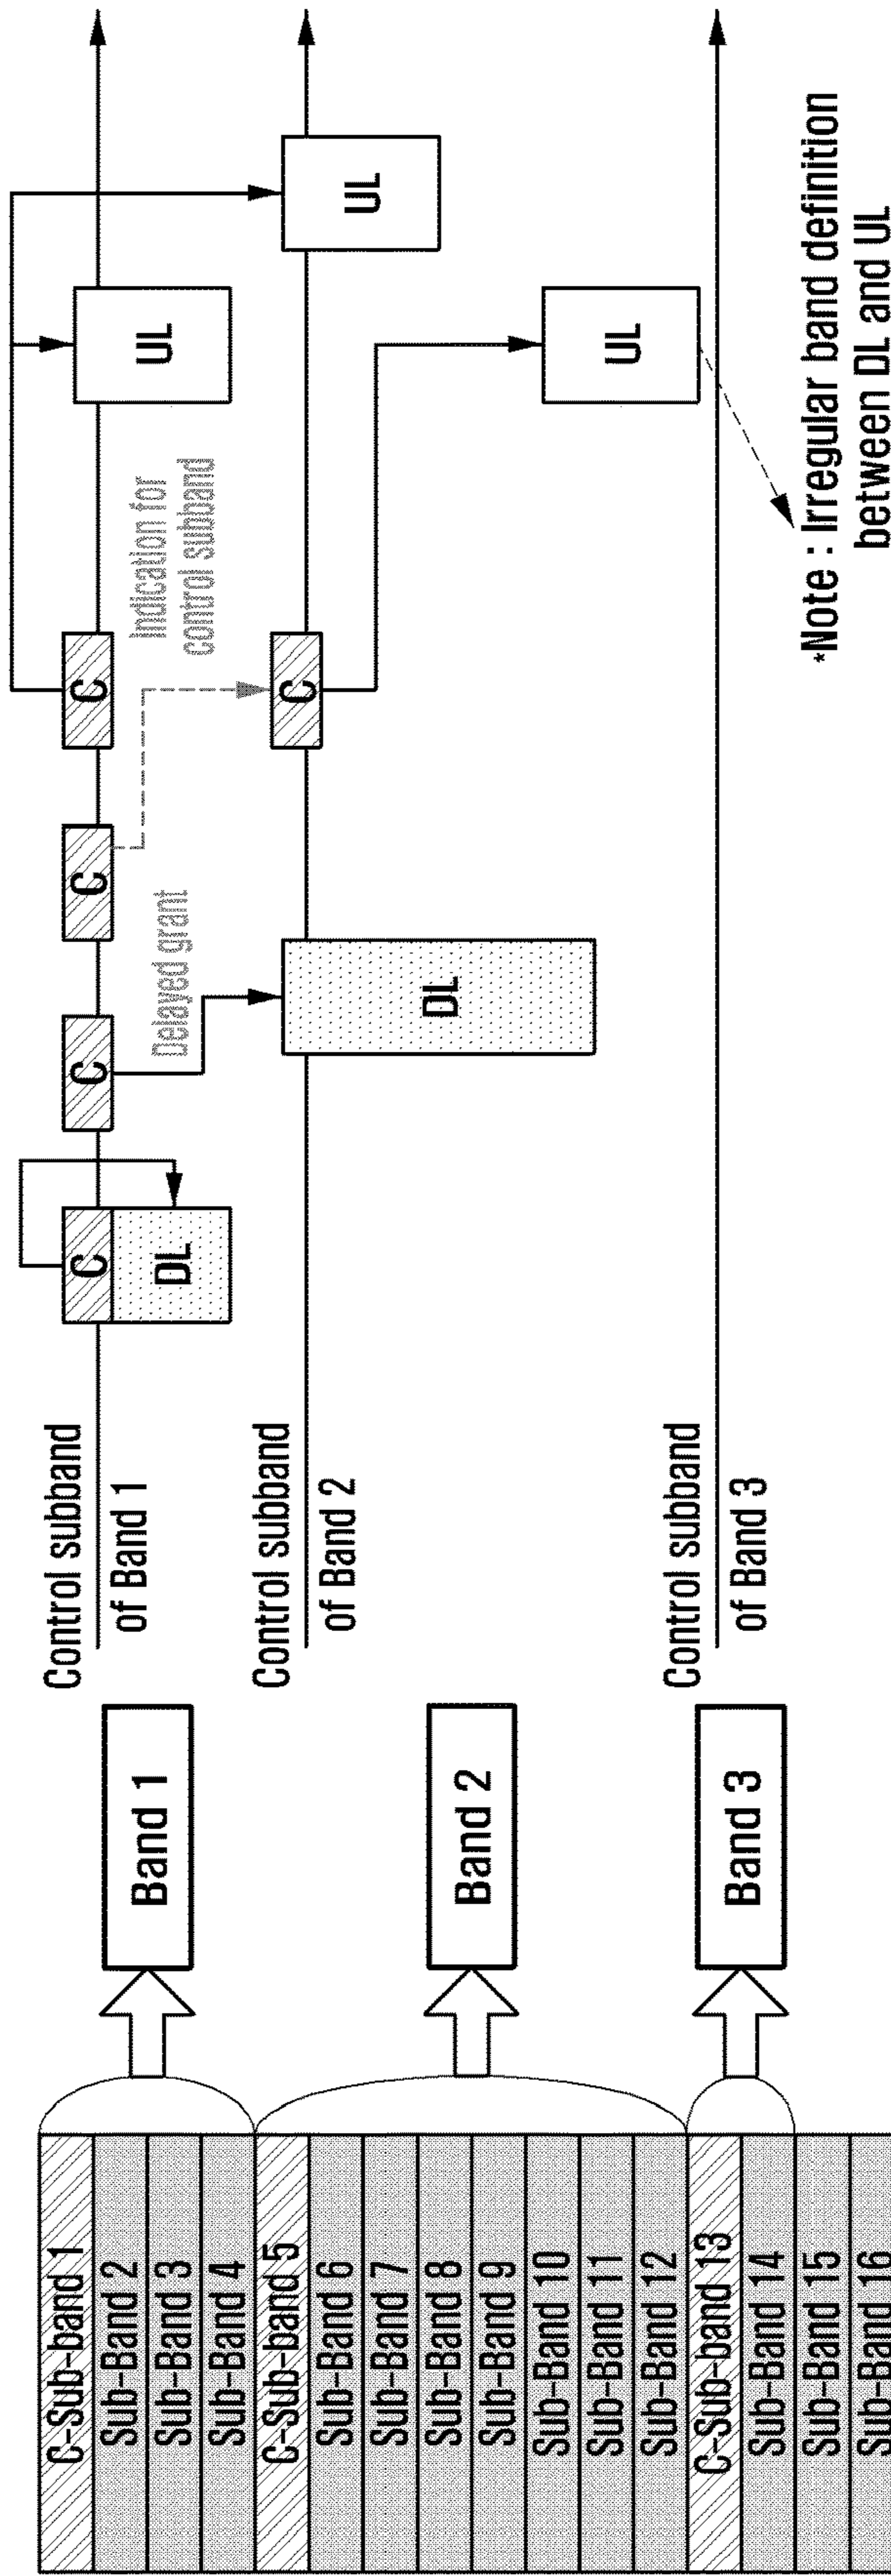 C-Sub-band 1
Sub-Band 2
Sub-Band 3
Sub-Band 4
C-Sub-band 5
Sub-Band 6
Sub-Band 7
Sub-Band 8
Sub-Band 9
Sub-Band 10
Sub-Band 11
Sub-Band 12
C-Sub-band 13
Sub-Band 14
Sub-Band 15
Sub-Band 16
Band 1
Band 2
Band 3
Control subband
of Band 1
C
DL
C
C
C
Delayed grant
Indication for
control subband
UL
Control subband
of Band 2
DL
C
UL
UL
Control subband
of Band 3
*Note : Irregular band definition
between DL and UL